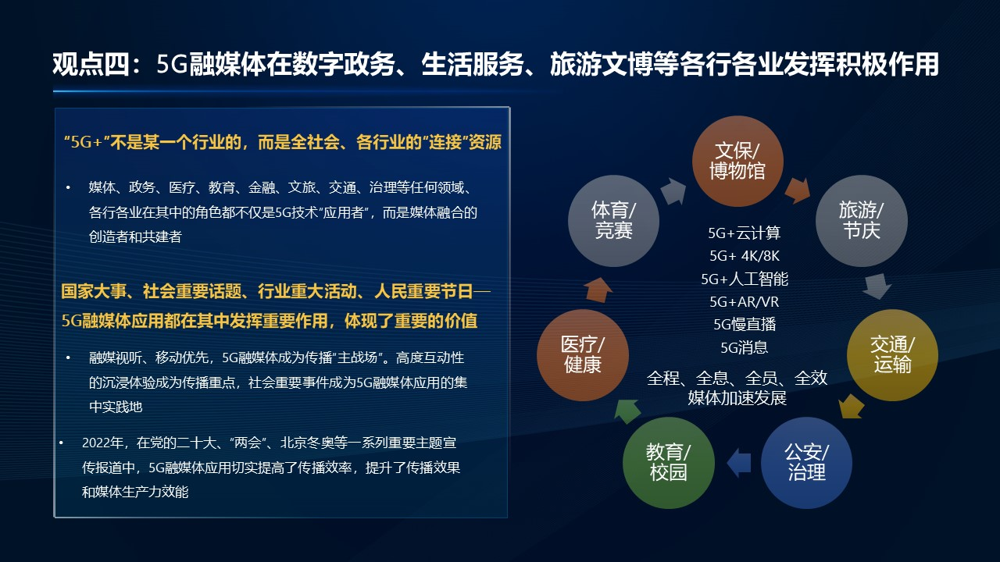 观点四：5G融媒体在数字政务、生活服务、旅游文博等各行各业发挥积极作用
“5G+”不是某一个行业的，而是全社会、各行业的“连接”资源
• 媒体、政务、医疗、教育、金融、文旅、交通、治理等任何领域、
各行各业在其中的角色都不仅是5G技术“应用者”，而是媒体融合的
创造者和共建者
国家大事、社会重要话题、行业重大活动、人民重要节日—
5G融媒体应用都在其中发挥重要作用，体现了重要的价值
• 融媒视听、移动优先，5G融媒体成为传播“主战场”。高度互动性
的沉浸体验成为传播重点，社会重要事件成为5G融媒体应用的集
中实践地
• 2022年，在党的二十大、“两会”、北京冬奥等一系列重要主题宣
传报道中，5G融媒体应用切实提高了传播效率，提升了传播效果
和媒体生产力效能
文保/
博物馆
旅游/
节庆
交通/
运输
公安/
治理
教育/
校园
医疗/
健康
体育/
竞赛
5G+云计算
5G+ 4K/8K
5G+人工智能
5G+AR/VR
5G慢直播
5G消息
全程、全息、全员、全效
媒体加速发展